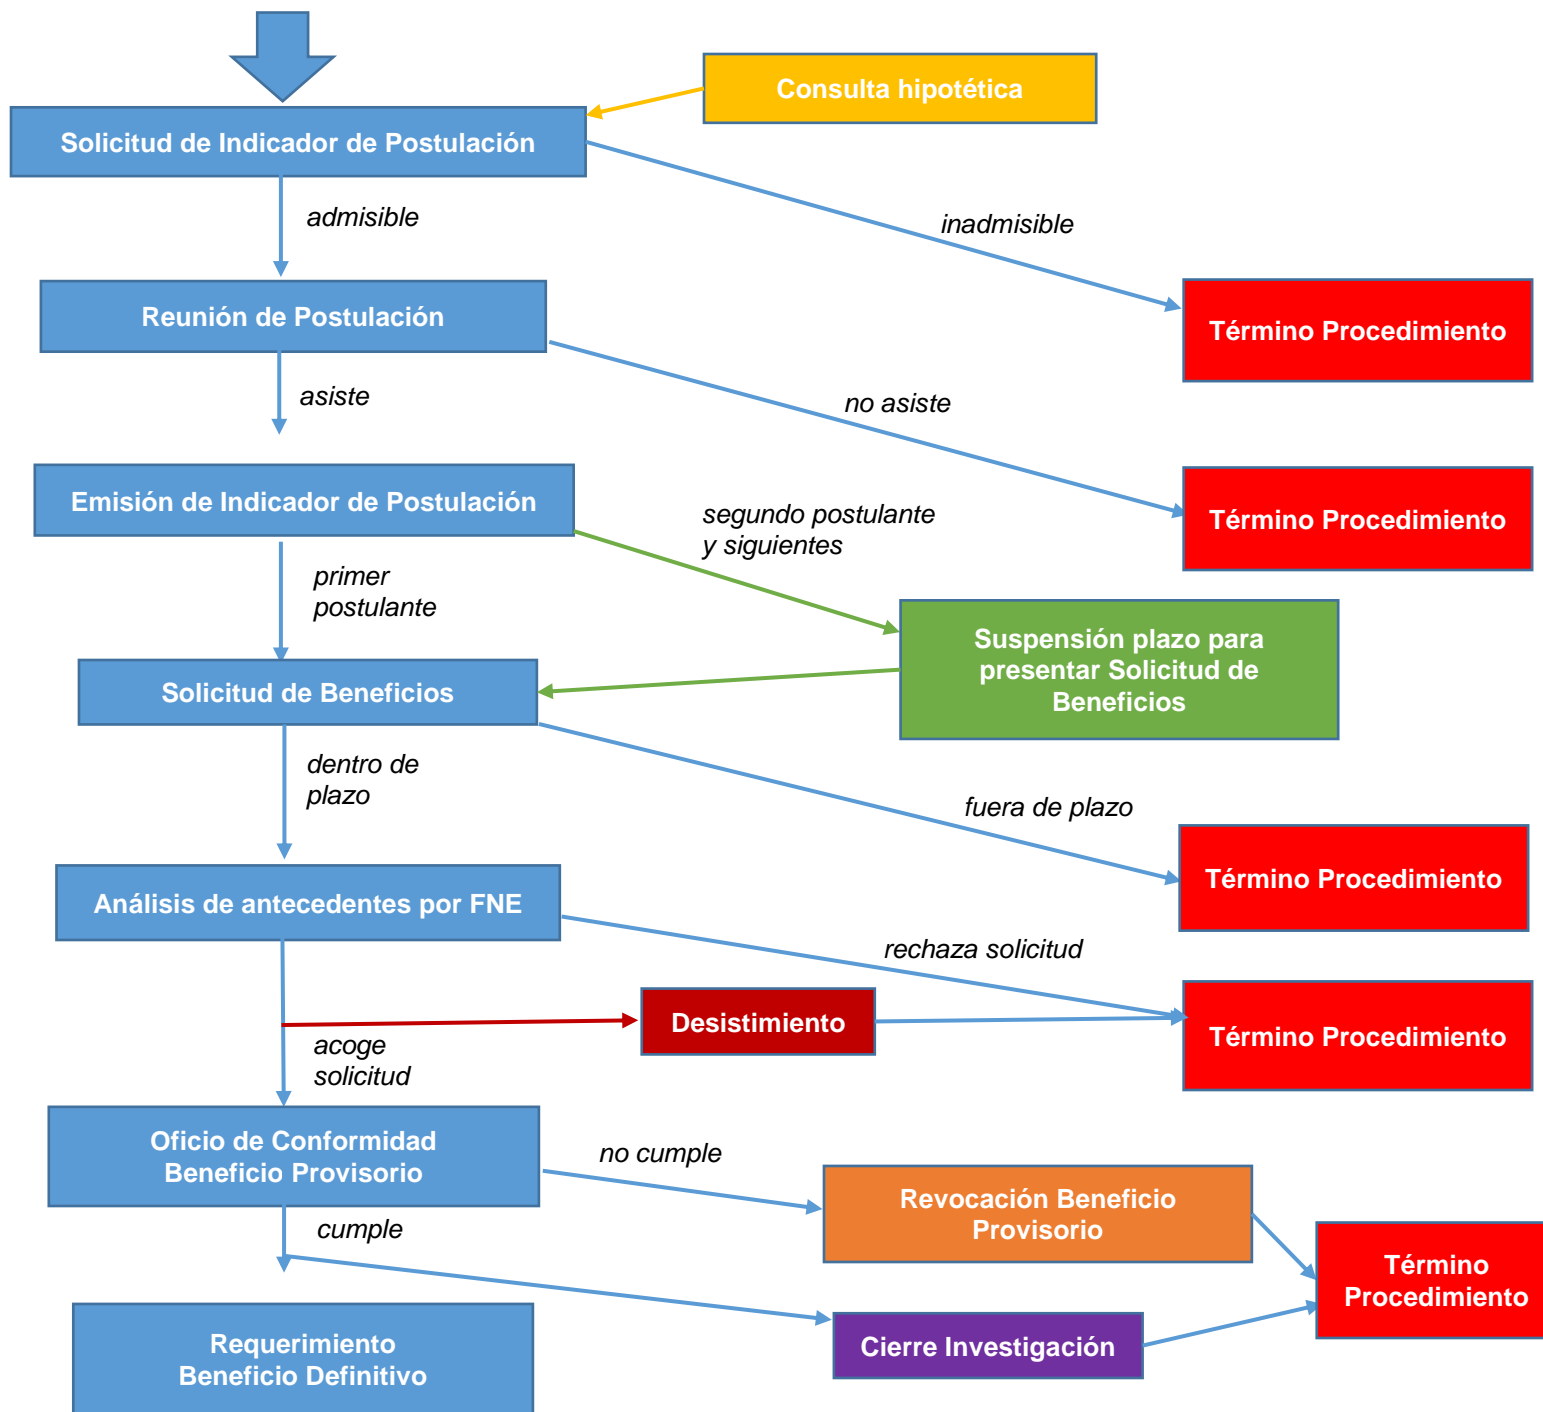 Consulta hipotética
Solicitud de Indicador de Postulación
admisible
inadmisible
Reunión de Postulación
Término Procedimiento
asiste
no asiste
Emisión de Indicador de Postulación
segundo postulante
y siguientes
Término Procedimiento
primer
postulante
Suspensión plazo para
presentar Solicitud de
Beneficios
Solicitud de Beneficios
dentro de
plazo
fuera de plazo
Término Procedimiento
Análisis de antecedentes por FNE
rechaza solicitud
Desistimiento
Término Procedimiento
acoge
solicitud
Oficio de Conformidad
Beneficio Provisorio
no cumple
Revocación Beneficio
Provisorio
cumple
Término
Procedimiento
Requerimiento
Beneficio Definitivo
Cierre Investigación